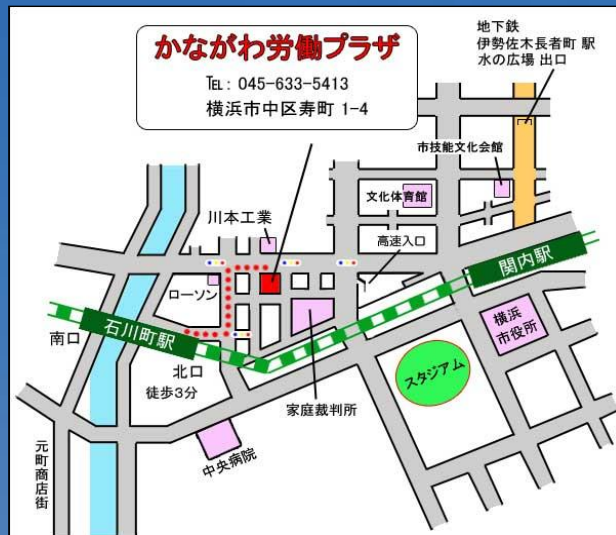 かながわ労働プラザ
℡: 045-633-5413
横浜市中区寿町 1-4
地下鉄
伊勢佐木長者町 駅
水の広場 出口
市技能文化会館
文化体育館
川本工業
高速入口
関内駅
ローソン
石川町駅
南口
北口
徒歩3分
横浜
市役所
スタジアム
家庭裁判所
中央病院
元町商店街